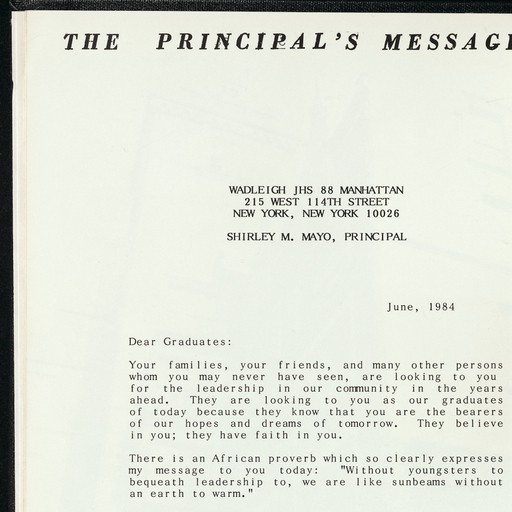 THE PRINCIPAL'S MESSAGE
WADLEIGH JHS 88 MANHATTAN
215 WEST 114TH STREET
NEW YORK, NEW YORK 10026
SHIRLEY M. MAYO, PRINCIPAL
June, 1984
Dear Graduates:
Your families, your friends, and many other persons
whom you may never have seen, are looking to you
for the leadership in our community in the years
ahead. They are looking to you as our graduates
of today because they know that you are the bearers
of our hopes and dreams of tomorrow. They believe
in you; they have faith in you.
There is an African proverb which so clearly expresses
my message to you today: "Without youngsters to
bequeath leadership to, we are like sunbeams without
an earth to warm."